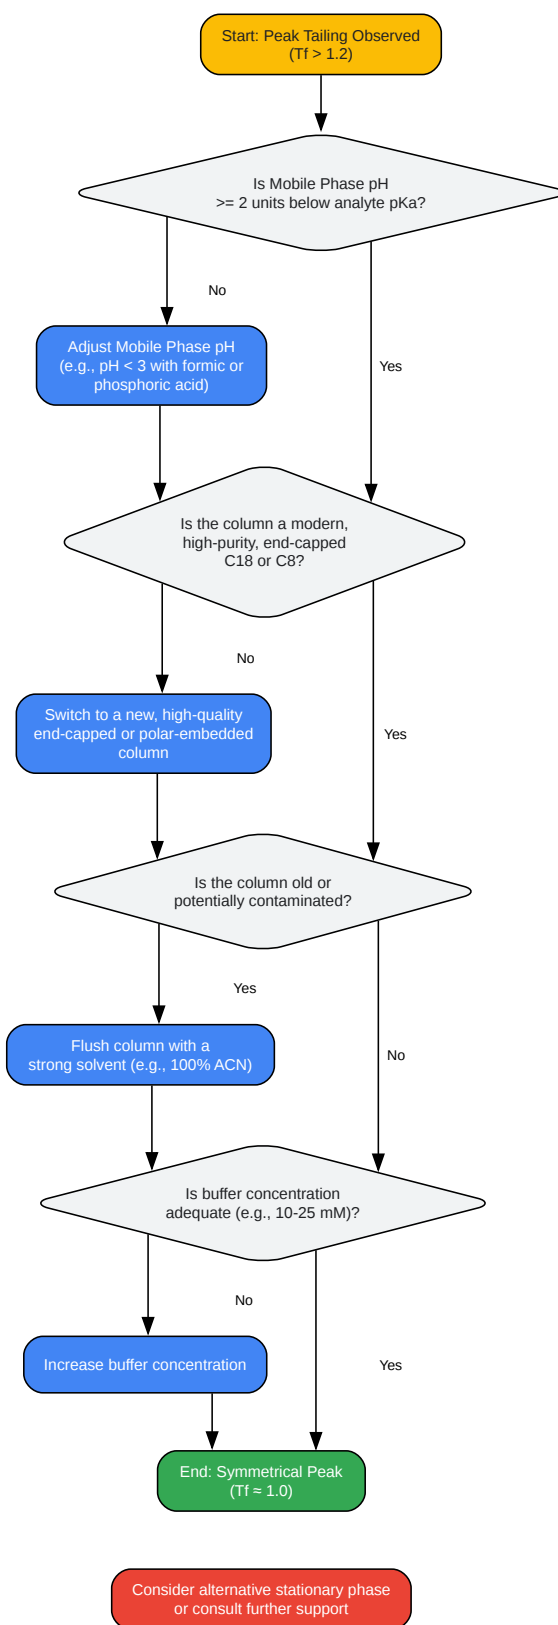 Start: Peak Tailing Observed
(Tf > 1.2)
Is Mobile Phase pH
>= 2 units below analyte pKa?
No
Adjust Mobile Phase pH
(e.g., pH < 3 with formic or
phosphoric acid)
Yes
Is the column a modern,
high-purity, end-capped
C18 or C8?
No
Switch to a new, high-quality
end-capped or polar-embedded
column
Yes
Is the column old or
potentially contaminated?
Yes
Flush column with a
strong solvent (e.g., 100% ACN)
No
Is buffer concentration
adequate (e.g., 10-25 mM)?
No
Increase buffer concentration
Yes
End: Symmetrical Peak
(Tf ≈ 1.0)
Consider alternative stationary phase
or consult further support